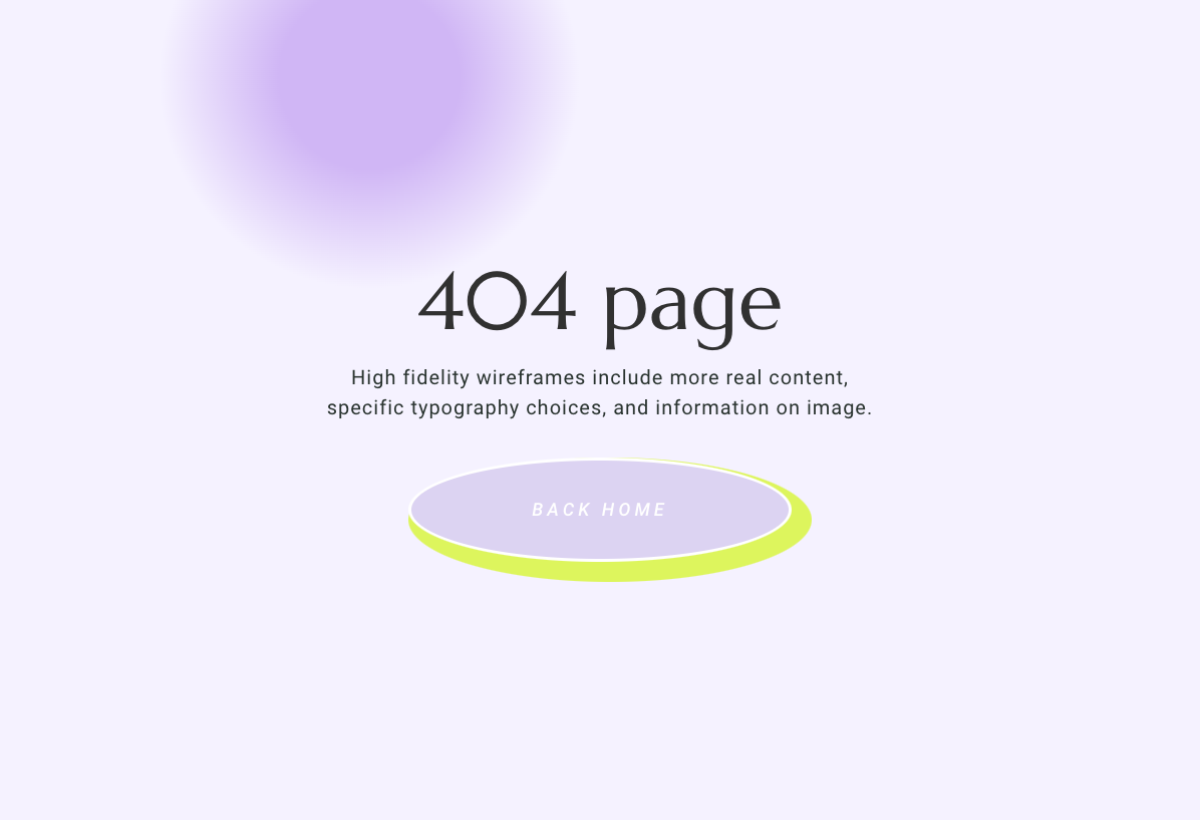 404 page
High fidelity wireframes include more real content,
specific typography choices, and information on image.
BACK HOME